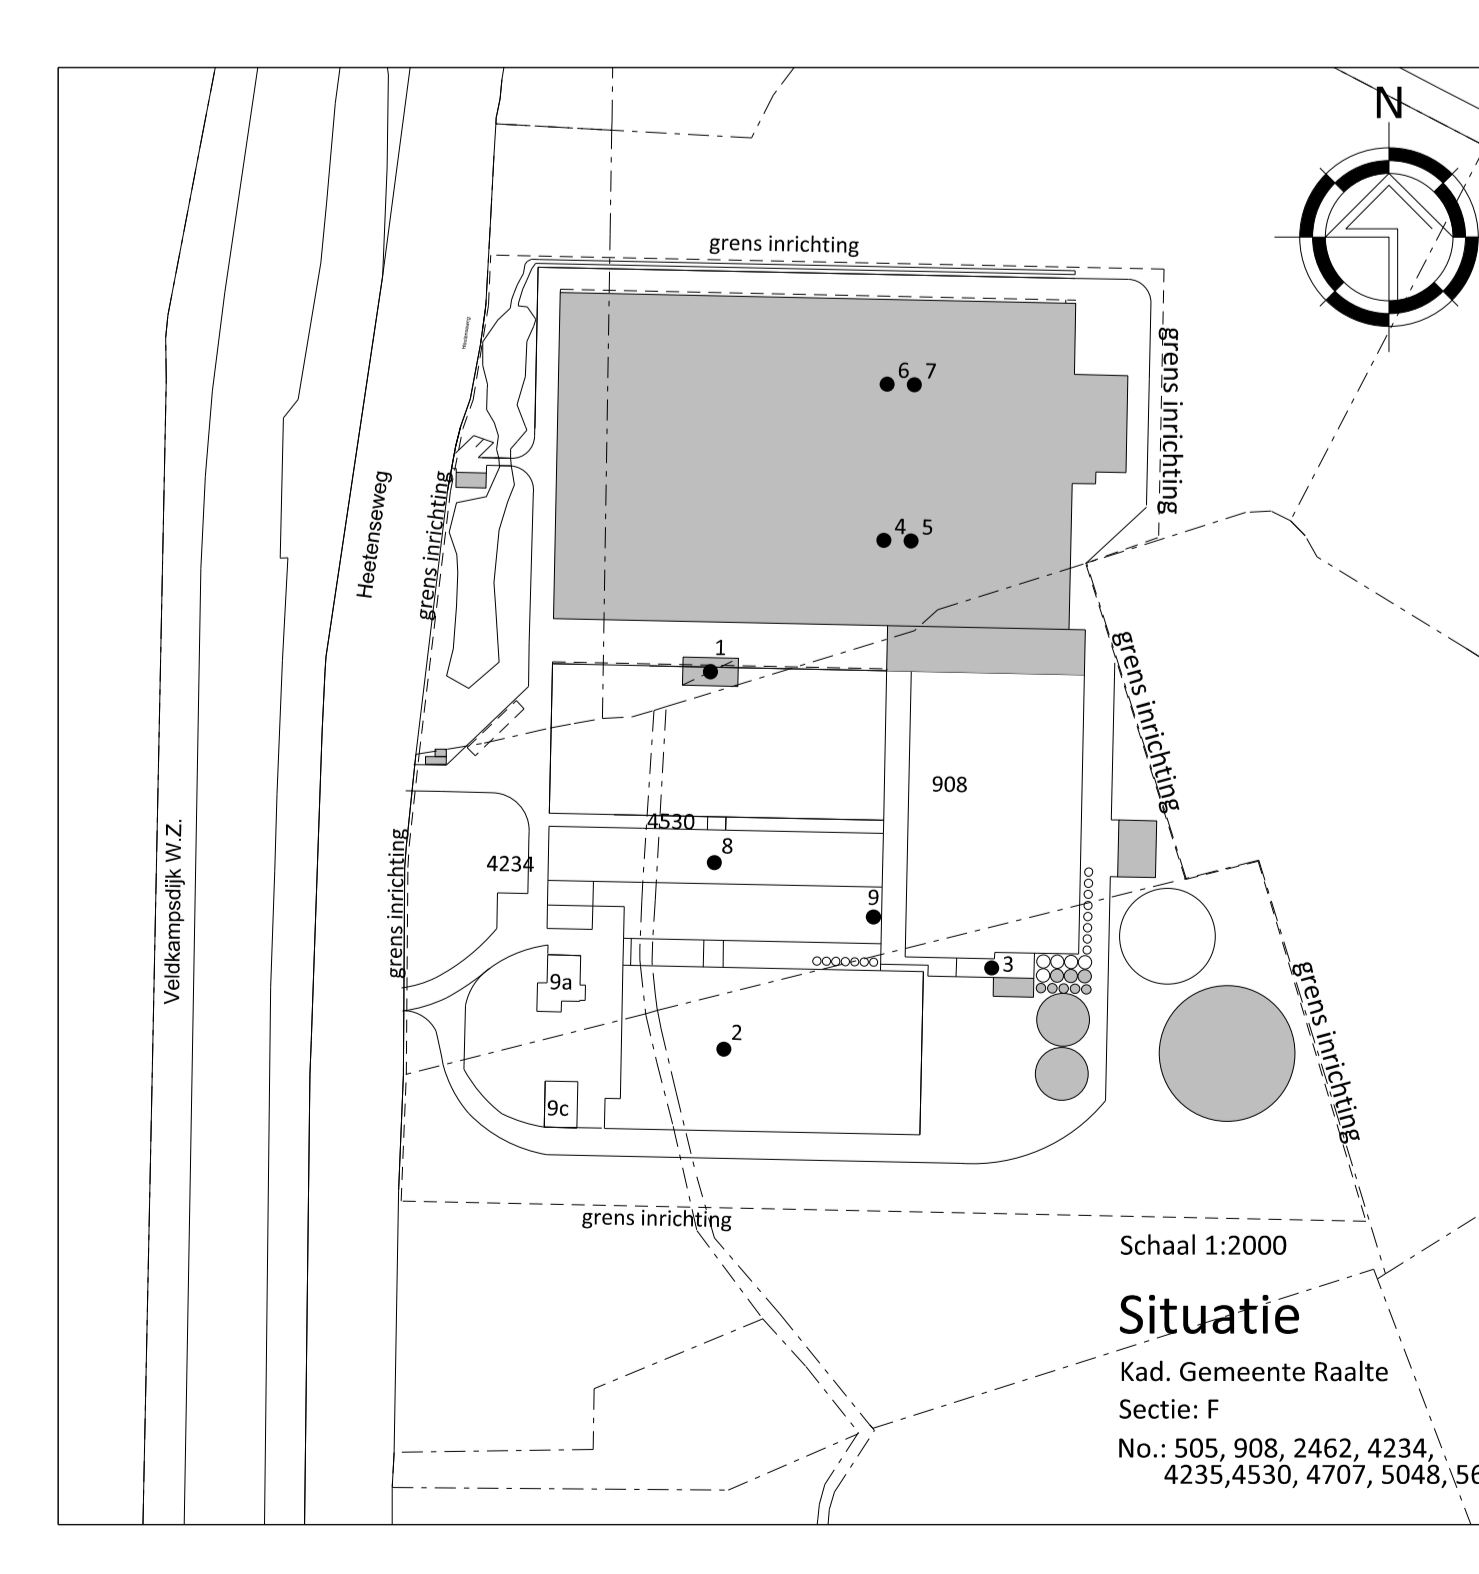 N
grens inrichting
Heetenseweg
grens inrichting
6 7
grens inrichting
Heetenseweg
4 5
1
grens inrichting
908
4530
8
4234
grens inrichting
Veldkampsdijk W.Z.
9
3
9a
grens inrichting
2
9c
grens inrichting
Schaal 1:2000
Situatie
Kad. Gemeente Raalte
Sectie: F
No.: 505, 908, 2462, 4234,
4235,4530, 4707, 5048, 56